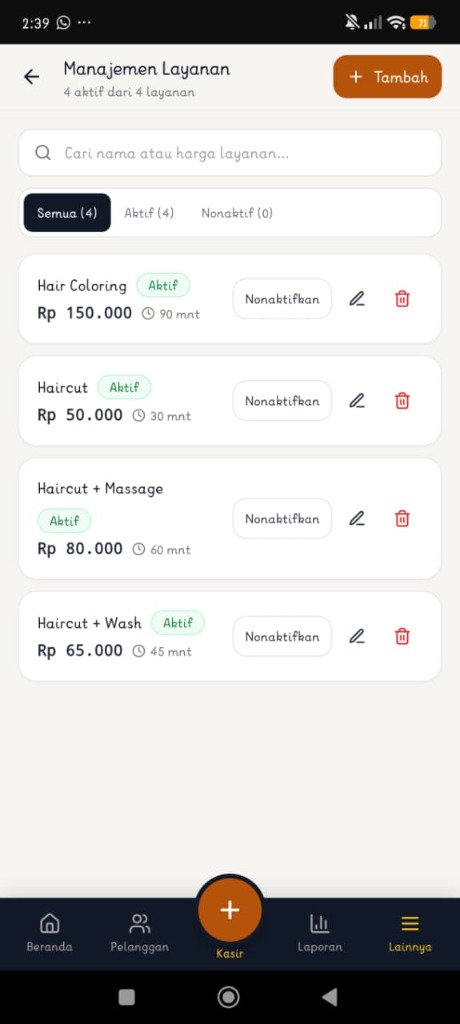 2:39
71
Manajemen Layanan
4 aktif dari 4 layanan
+ Tambah
Cari nama atau harga layanan...
Semua (4) Aktif (4) Nonaktif (0)
Hair Coloring Aktif
Rp 150.000 90 mnt
Nonaktifkan
Haircut Aktif
Rp 50.000 30 mnt
Nonaktifkan
Haircut + Massage
Aktif
Rp 80.000 60 mnt
Nonaktifkan
Haircut + Wash Aktif
Rp 65.000 45 mnt
Nonaktifkan
Beranda Pelanggan Kasir Laporan Lainnya